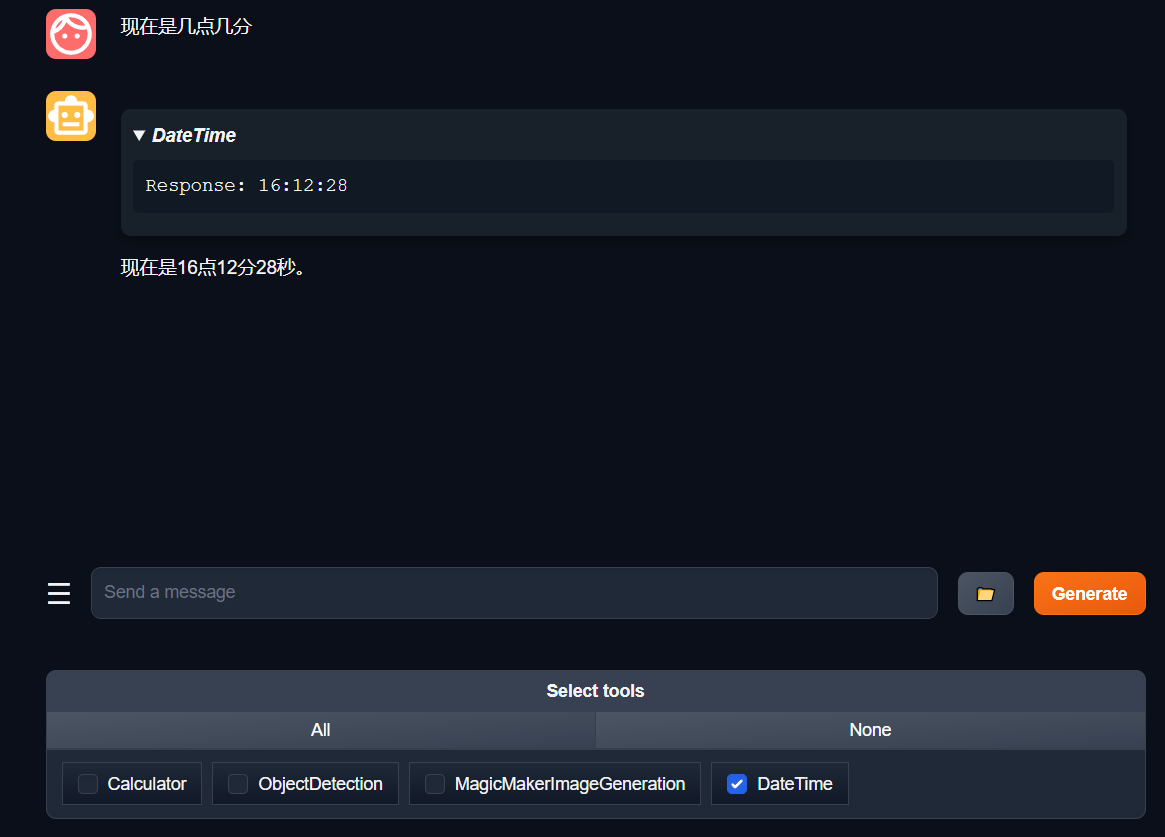 现在是几点几分
DateTime
Response: 16:12:28
现在是16点12分28秒。
Send a message
Generate
Select tools
All
None
Calculator
ObjectDetection
MagicMakerImageGeneration
DateTime